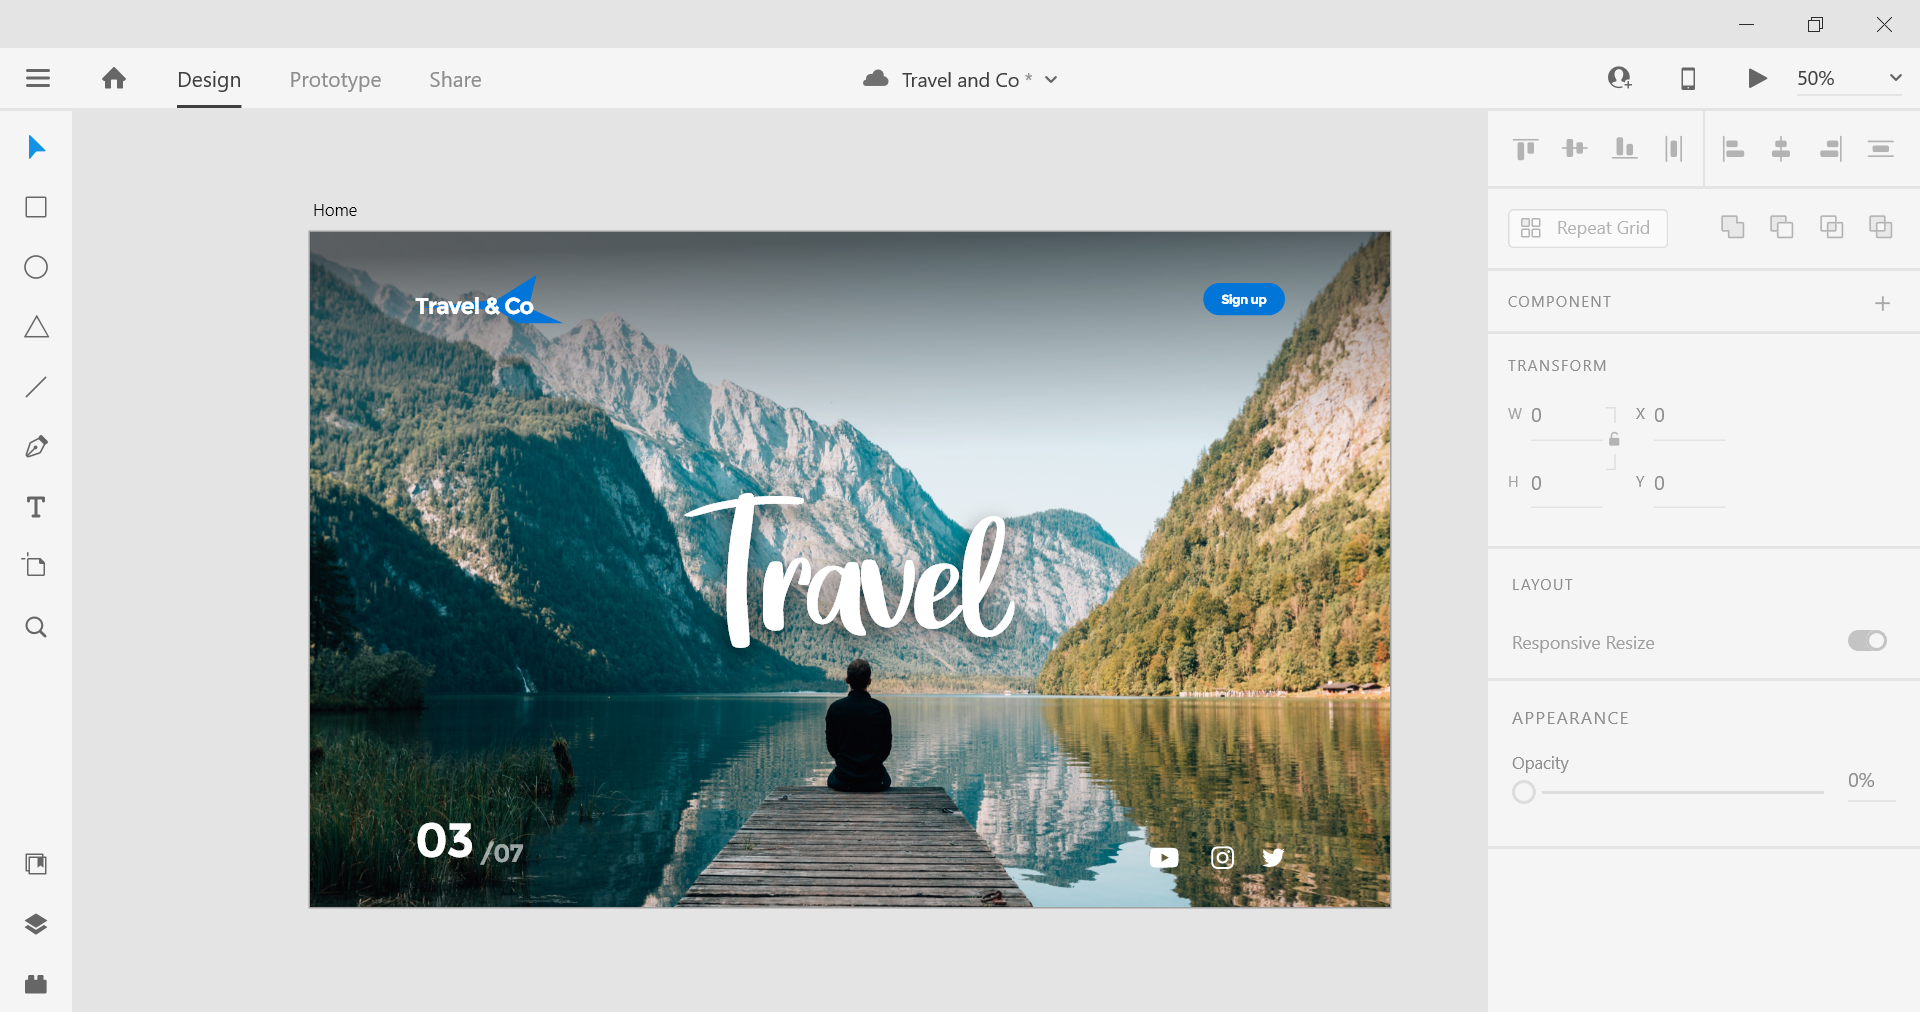 Design Prototype Share Travel and Co * 50%
Home
Travel & Co
Sign up
Travel
03 /07
Repeat Grid
COMPONENT
TRANSFORM
W 0 X 0
H 0 Y 0
LAYOUT
Responsive Resize
APPEARANCE
Opacity
0%